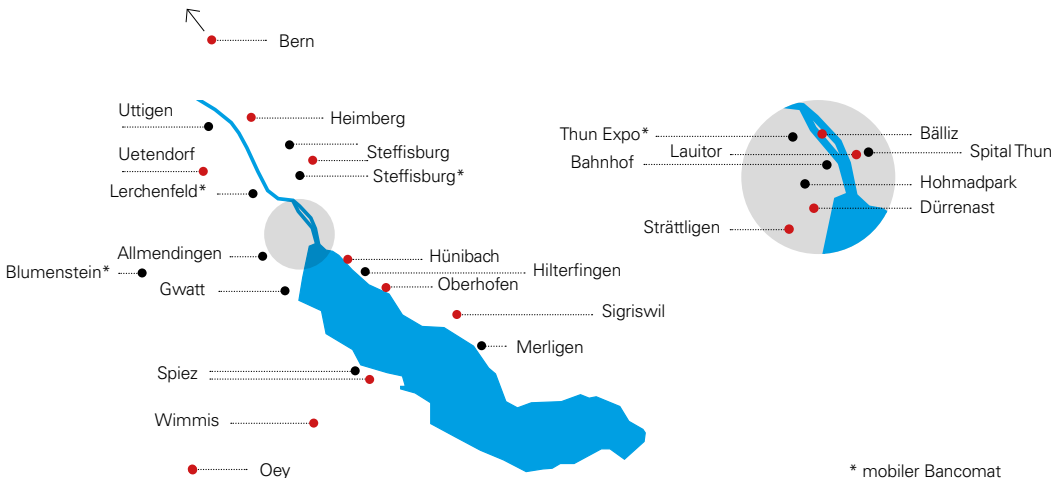 Bern
Uttigen
Heimberg
Uetendorf
Steffisburg
Lerchenfeld*
Steffisburg*
Allmendingen
Hünibach
Blumenstein*
Hilterfingen
Gwatt
Oberhofen
Sigriswil
Merligen
Spiez
Wimmis
Oey
Thun Expo*
Bälliz
Lauitor
Spital Thun
Bahnhof
Hohmadpark
Dürrenast
Strättligen
* mobiler Bancomat